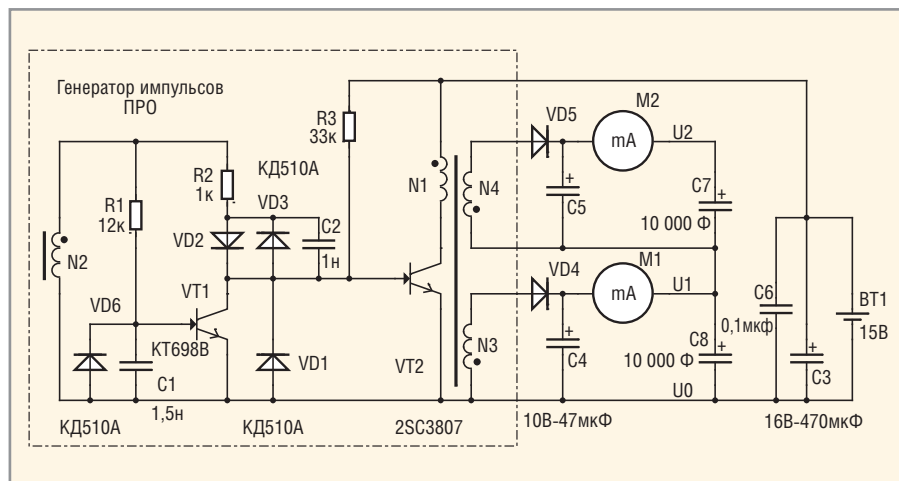 Генератор импульсов
ПРО
R1
12к
R2
1к
КД510А
VD3
R3
33к
C2
1н
VD2
N2
VD6
VT1
КТ698В
C1
1,5н
КД510А
VD1
КД510А
N1
N4
VT2
2SC3807
N3
VD5
M2
mA
U2
C5
C7
10 000 Ф
VD4
M1
mA
U1
C4
C8
10 000 Ф
U0
10В-47мкФ
C6
0,1мкф
BT1
15В
C3
16В-470мкФ